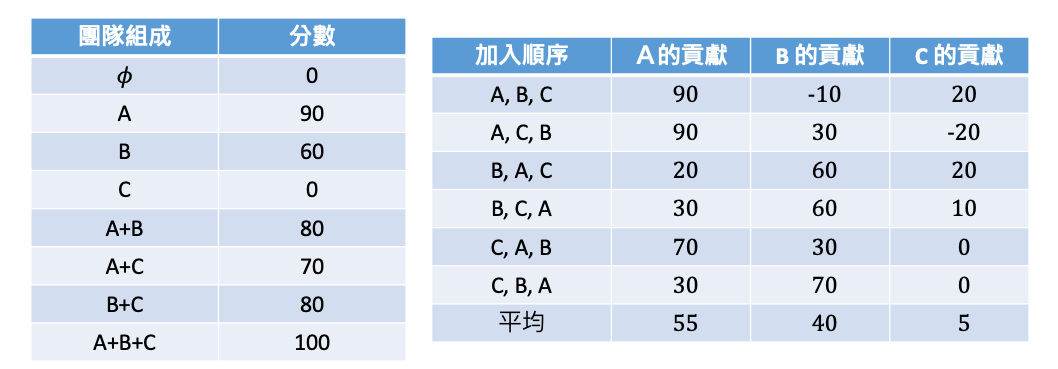 團隊組成 分數
ϕ 0
A 90
B 60
C 0
A+B 80
A+C 70
B+C 80
A+B+C 100
加入順序 A的貢獻 B 的貢獻 C 的貢獻
A, B, C 90 -10 20
A, C, B 90 30 -20
B, A, C 20 60 20
B, C, A 30 60 10
C, A, B 70 30 0
C, B, A 30 70 0
平均 55 40 5